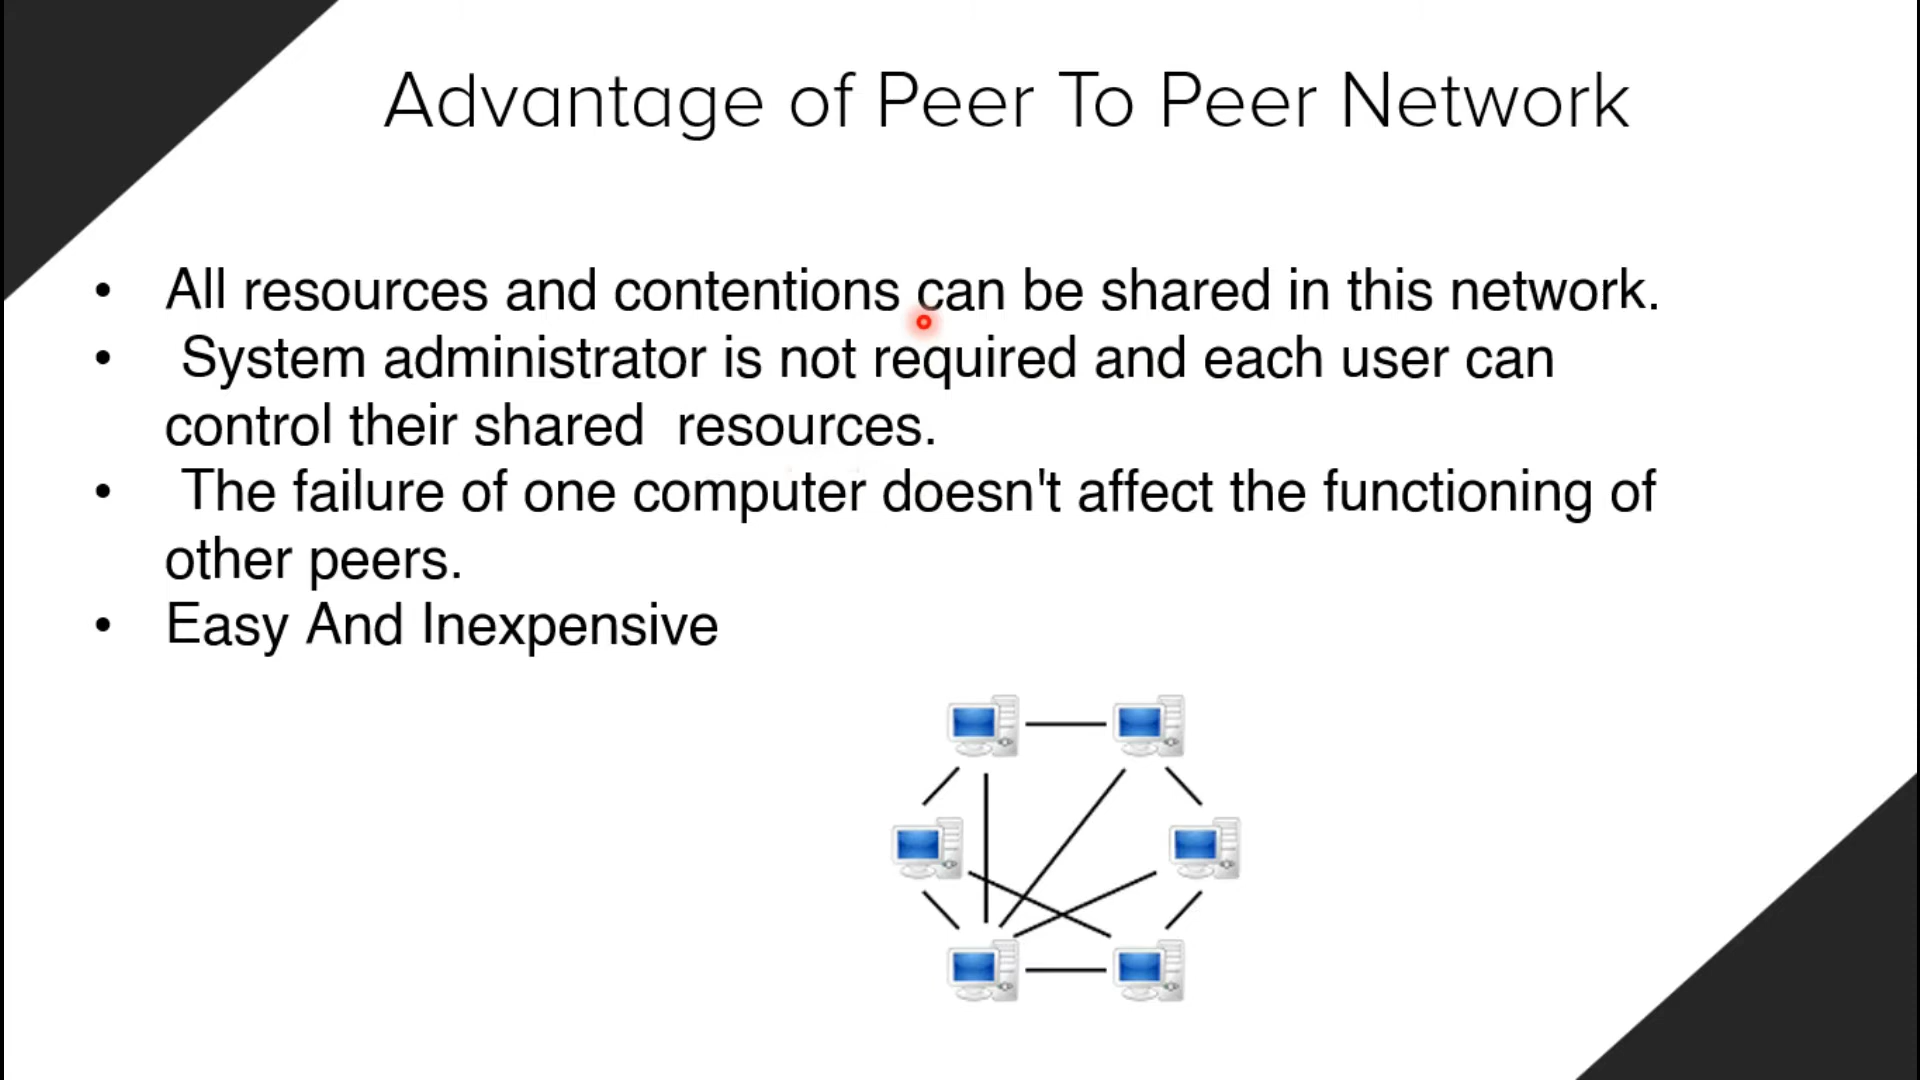 Advantage of Peer To Peer Network
• All resources and contentions can be shared in this network.
• System administrator is not required and each user can
control their shared resources.
• The failure of one computer doesn't affect the functioning of
other peers.
• Easy And Inexpensive